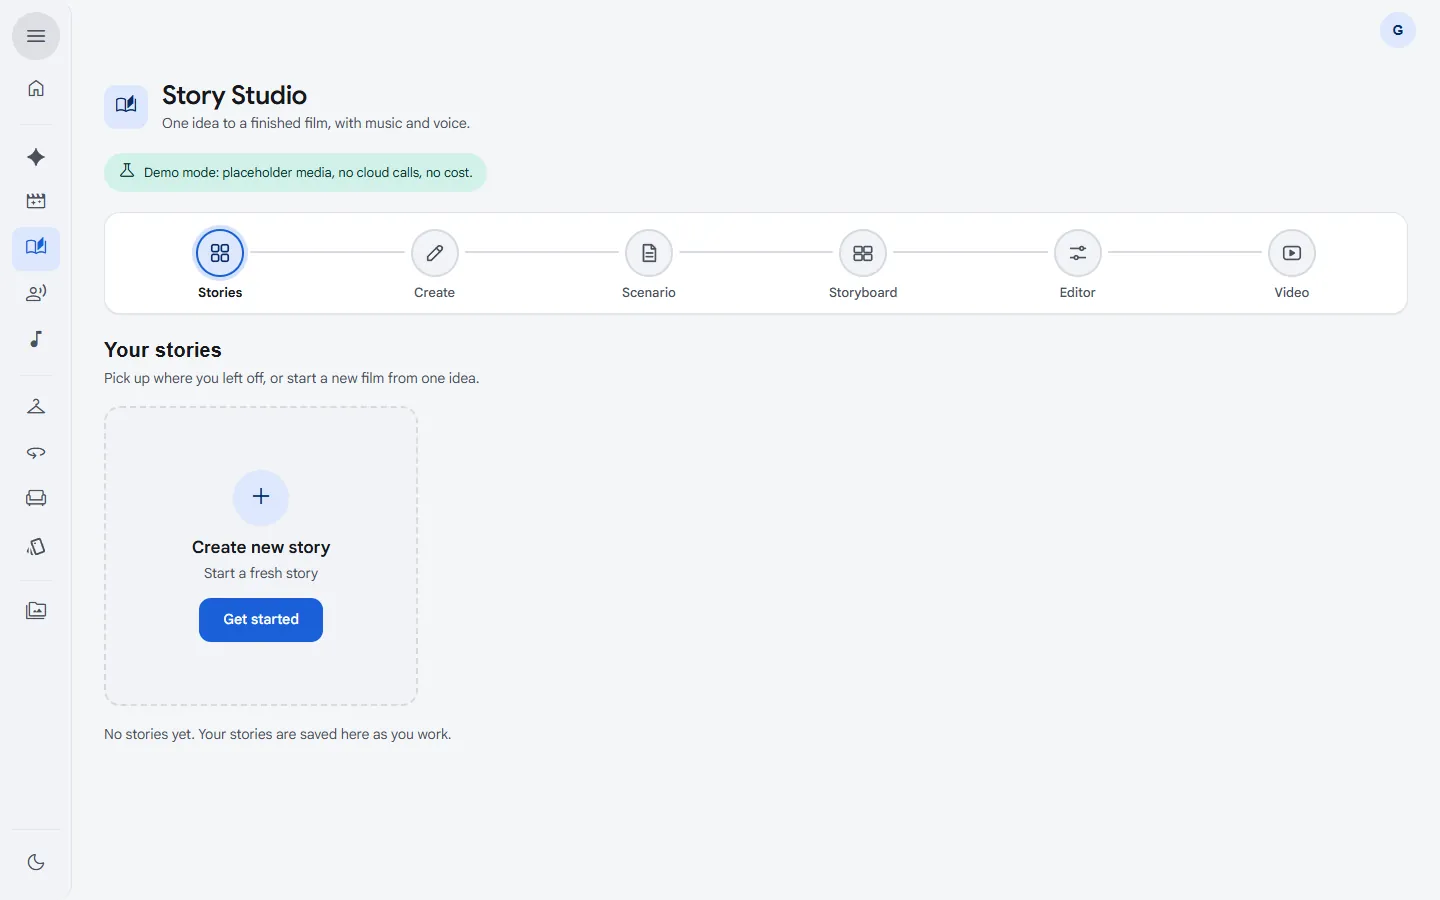 G
Story Studio
One idea to a finished film, with music and voice.
Demo mode: placeholder media, no cloud calls, no cost.
Stories
Create
Scenario
Storyboard
Editor
Video
Your stories
Pick up where you left off, or start a new film from one idea.
Create new story
Start a fresh story
Get started
No stories yet. Your stories are saved here as you work.